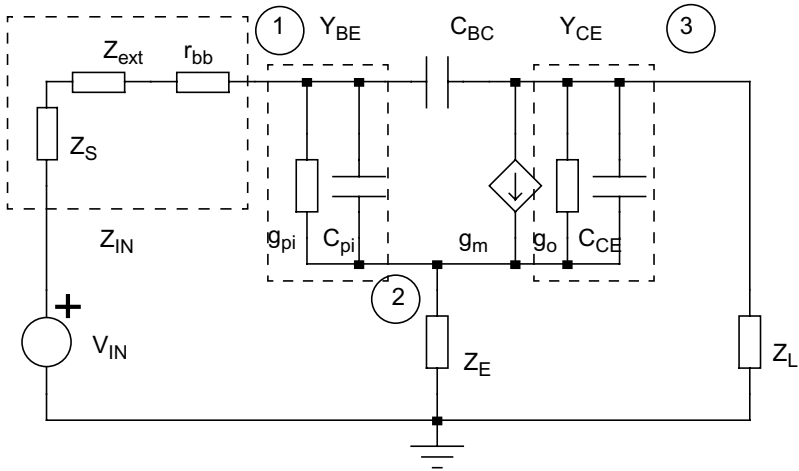 1
Y_BE
C_BC
Y_CE
3
Z_ext
r_bb
Z_S
Z_IN
g_pi
C_pi
g_m
g_o
C_CE
2
+
V_IN
Z_E
Z_L